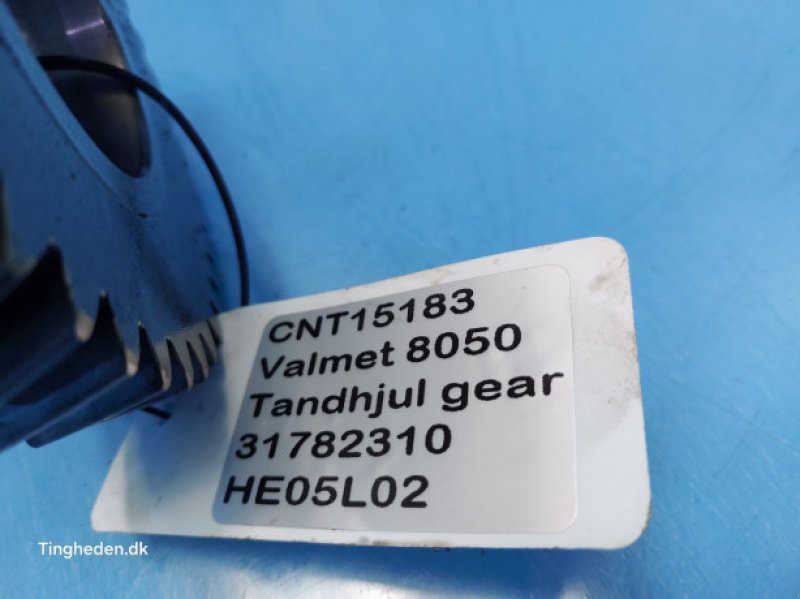 CNT15183
Valmet 8050
Tandhjul gear
31782310
HE05L02
Tingheden.dk